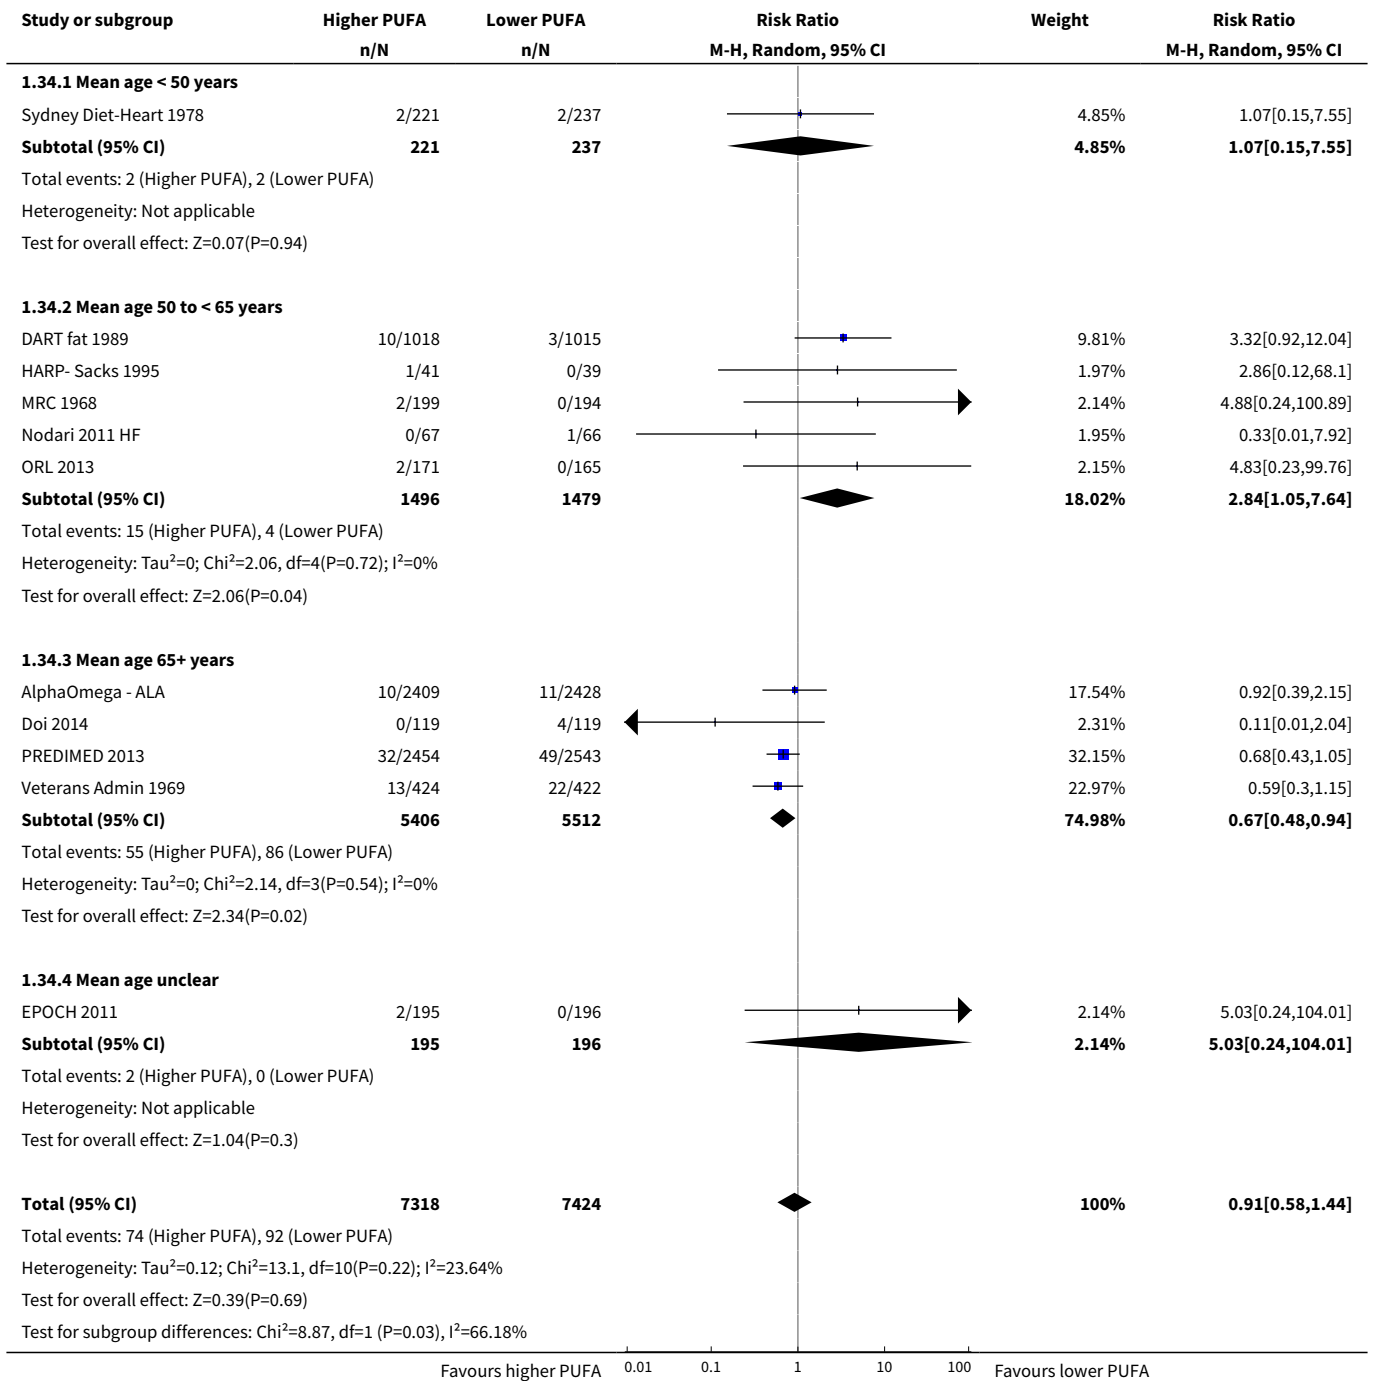 Study or subgroup Higher PUFA Lower PUFA Risk Ratio Weight Risk Ratio
n/N n/N M-H, Random, 95% CI M-H, Random, 95% CI
1.34.1 Mean age < 50 years
Sydney Diet-Heart 1978 2/221 2/237 4.85% 1.07[0.15,7.55]
Subtotal (95% CI) 221 237 4.85% 1.07[0.15,7.55]
Total events: 2 (Higher PUFA), 2 (Lower PUFA)
Heterogeneity: Not applicable
Test for overall effect: Z=0.07(P=0.94)
1.34.2 Mean age 50 to < 65 years
DART fat 1989 10/1018 3/1015 9.81% 3.32[0.92,12.04]
HARP- Sacks 1995 1/41 0/39 1.97% 2.86[0.12,68.1]
MRC 1968 2/199 0/194 2.14% 4.88[0.24,100.89]
Nodari 2011 HF 0/67 1/66 1.95% 0.33[0.01,7.92]
ORL 2013 2/171 0/165 2.15% 4.83[0.23,99.76]
Subtotal (95% CI) 1496 1479 18.02% 2.84[1.05,7.64]
Total events: 15 (Higher PUFA), 4 (Lower PUFA)
Heterogeneity: Tau²=0; Chi²=2.06, df=4(P=0.72); I²=0%
Test for overall effect: Z=2.06(P=0.04)
1.34.3 Mean age 65+ years
AlphaOmega - ALA 10/2409 11/2428 17.54% 0.92[0.39,2.15]
Doi 2014 0/119 4/119 2.31% 0.11[0.01,2.04]
PREDIMED 2013 32/2454 49/2543 32.15% 0.68[0.43,1.05]
Veterans Admin 1969 13/424 22/422 22.97% 0.59[0.3,1.15]
Subtotal (95% CI) 5406 5512 74.98% 0.67[0.48,0.94]
Total events: 55 (Higher PUFA), 86 (Lower PUFA)
Heterogeneity: Tau²=0; Chi²=2.14, df=3(P=0.54); I²=0%
Test for overall effect: Z=2.34(P=0.02)
1.34.4 Mean age unclear
EPOCH 2011 2/195 0/196 2.14% 5.03[0.24,104.01]
Subtotal (95% CI) 195 196 2.14% 5.03[0.24,104.01]
Total events: 2 (Higher PUFA), 0 (Lower PUFA)
Heterogeneity: Not applicable
Test for overall effect: Z=1.04(P=0.3)
Total (95% CI) 7318 7424 100% 0.91[0.58,1.44]
Total events: 74 (Higher PUFA), 92 (Lower PUFA)
Heterogeneity: Tau²=0.12; Chi²=13.1, df=10(P=0.22); I²=23.64%
Test for overall effect: Z=0.39(P=0.69)
Test for subgroup differences: Chi²=8.87, df=1 (P=0.03), I²=66.18%
Favours higher PUFA 0.01 0.1 1 10 100 Favours lower PUFA